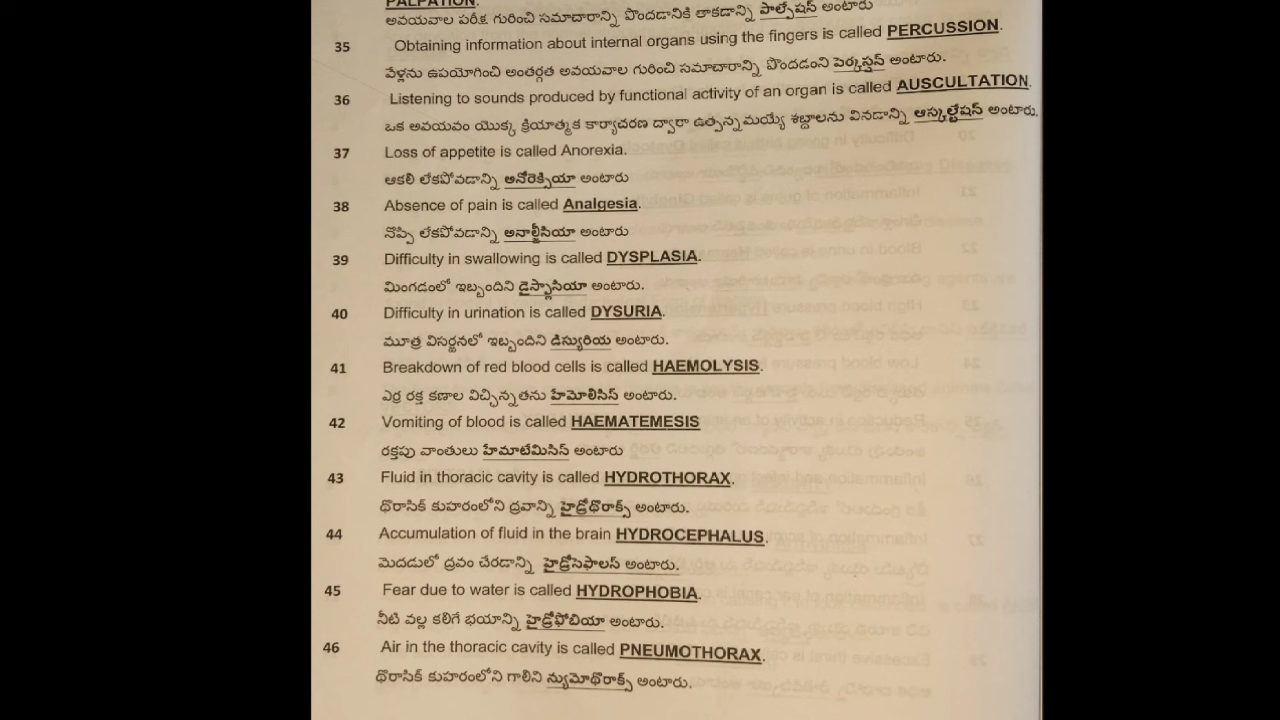 PALPATION.
అవయవాల పరీక్ష గురించి సమాచారాన్ని పొందడానికి తాకడాన్ని పాల్పేషన్ అంటారు
35 Obtaining information about internal organs using the fingers is called PERCUSSION.
వేళ్లను ఉపయోగించి అంతర్గత అవయవాల గురించి సమాచారాన్ని పొందడంని పెర్కస్షన్ అంటారు.
36 Listening to sounds produced by functional activity of an organ is called AUSCULTATION.
ఒక అవయవం యొక్క క్రియాత్మక కార్యాచరణ ద్వారా ఉత్పన్నమయ్యే శబ్దాలను వినడాన్ని ఆస్కల్టేషన్ అంటారు.
37 Loss of appetite is called Anorexia.
ఆకలి లేకపోవడాన్ని అనోరెక్సియా అంటారు
38 Absence of pain is called Analgesia.
నొప్పి లేకపోవడాన్ని అనాల్జీసియా అంటారు
39 Difficulty in swallowing is called DYSPLASIA.
మింగడంలో ఇబ్బందిని డైస్ప్లాసియా అంటారు.
40 Difficulty in urination is called DYSURIA.
మూత్ర విసర్జనలో ఇబ్బందిని డిస్యురియ అంటారు.
41 Breakdown of red blood cells is called HAEMOLYSIS.
ఎర్ర రక్త కణాల విచ్ఛిన్నతను హేమోలిసిస్ అంటారు.
42 Vomiting of blood is called HAEMATEMESIS
రక్తపు వాంతులు హేమాటేమిసిస్ అంటారు
43 Fluid in thoracic cavity is called HYDROTHORAX.
థొరాసిక్ కుహరంలోని ద్రవాన్ని హైడ్రోథొరాక్స్ అంటారు.
44 Accumulation of fluid in the brain HYDROCEPHALUS.
మెదడులో ద్రవం చేరడాన్ని హైడ్రోసెఫాలస్ అంటారు.
45 Fear due to water is called HYDROPHOBIA.
నీటి వల్ల కలిగే భయాన్ని హైడ్రోఫోబియా అంటారు.
46 Air in the thoracic cavity is called PNEUMOTHORAX.
థొరాసిక్ కుహరంలోని గాలిని న్యుమోథొరాక్స్ అంటారు.